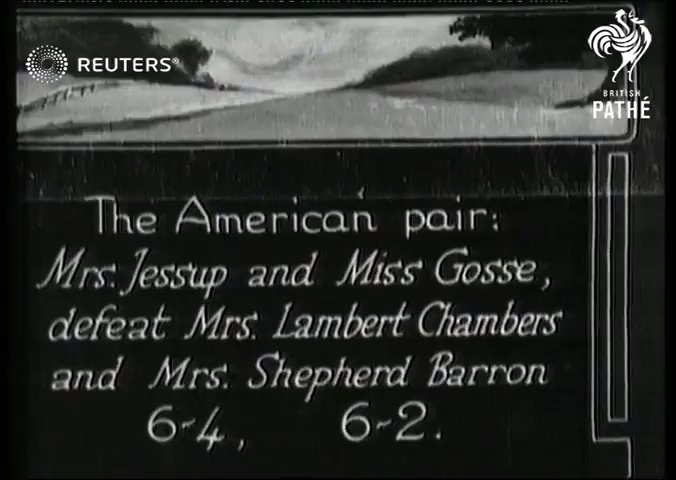 REUTERS®
BRITISH
PATHÉ
The American pair:
Mrs. Jessup and Miss Gosse,
defeat Mrs. Lambert Chambers
and Mrs. Shepherd Barron
6-4, 6-2.